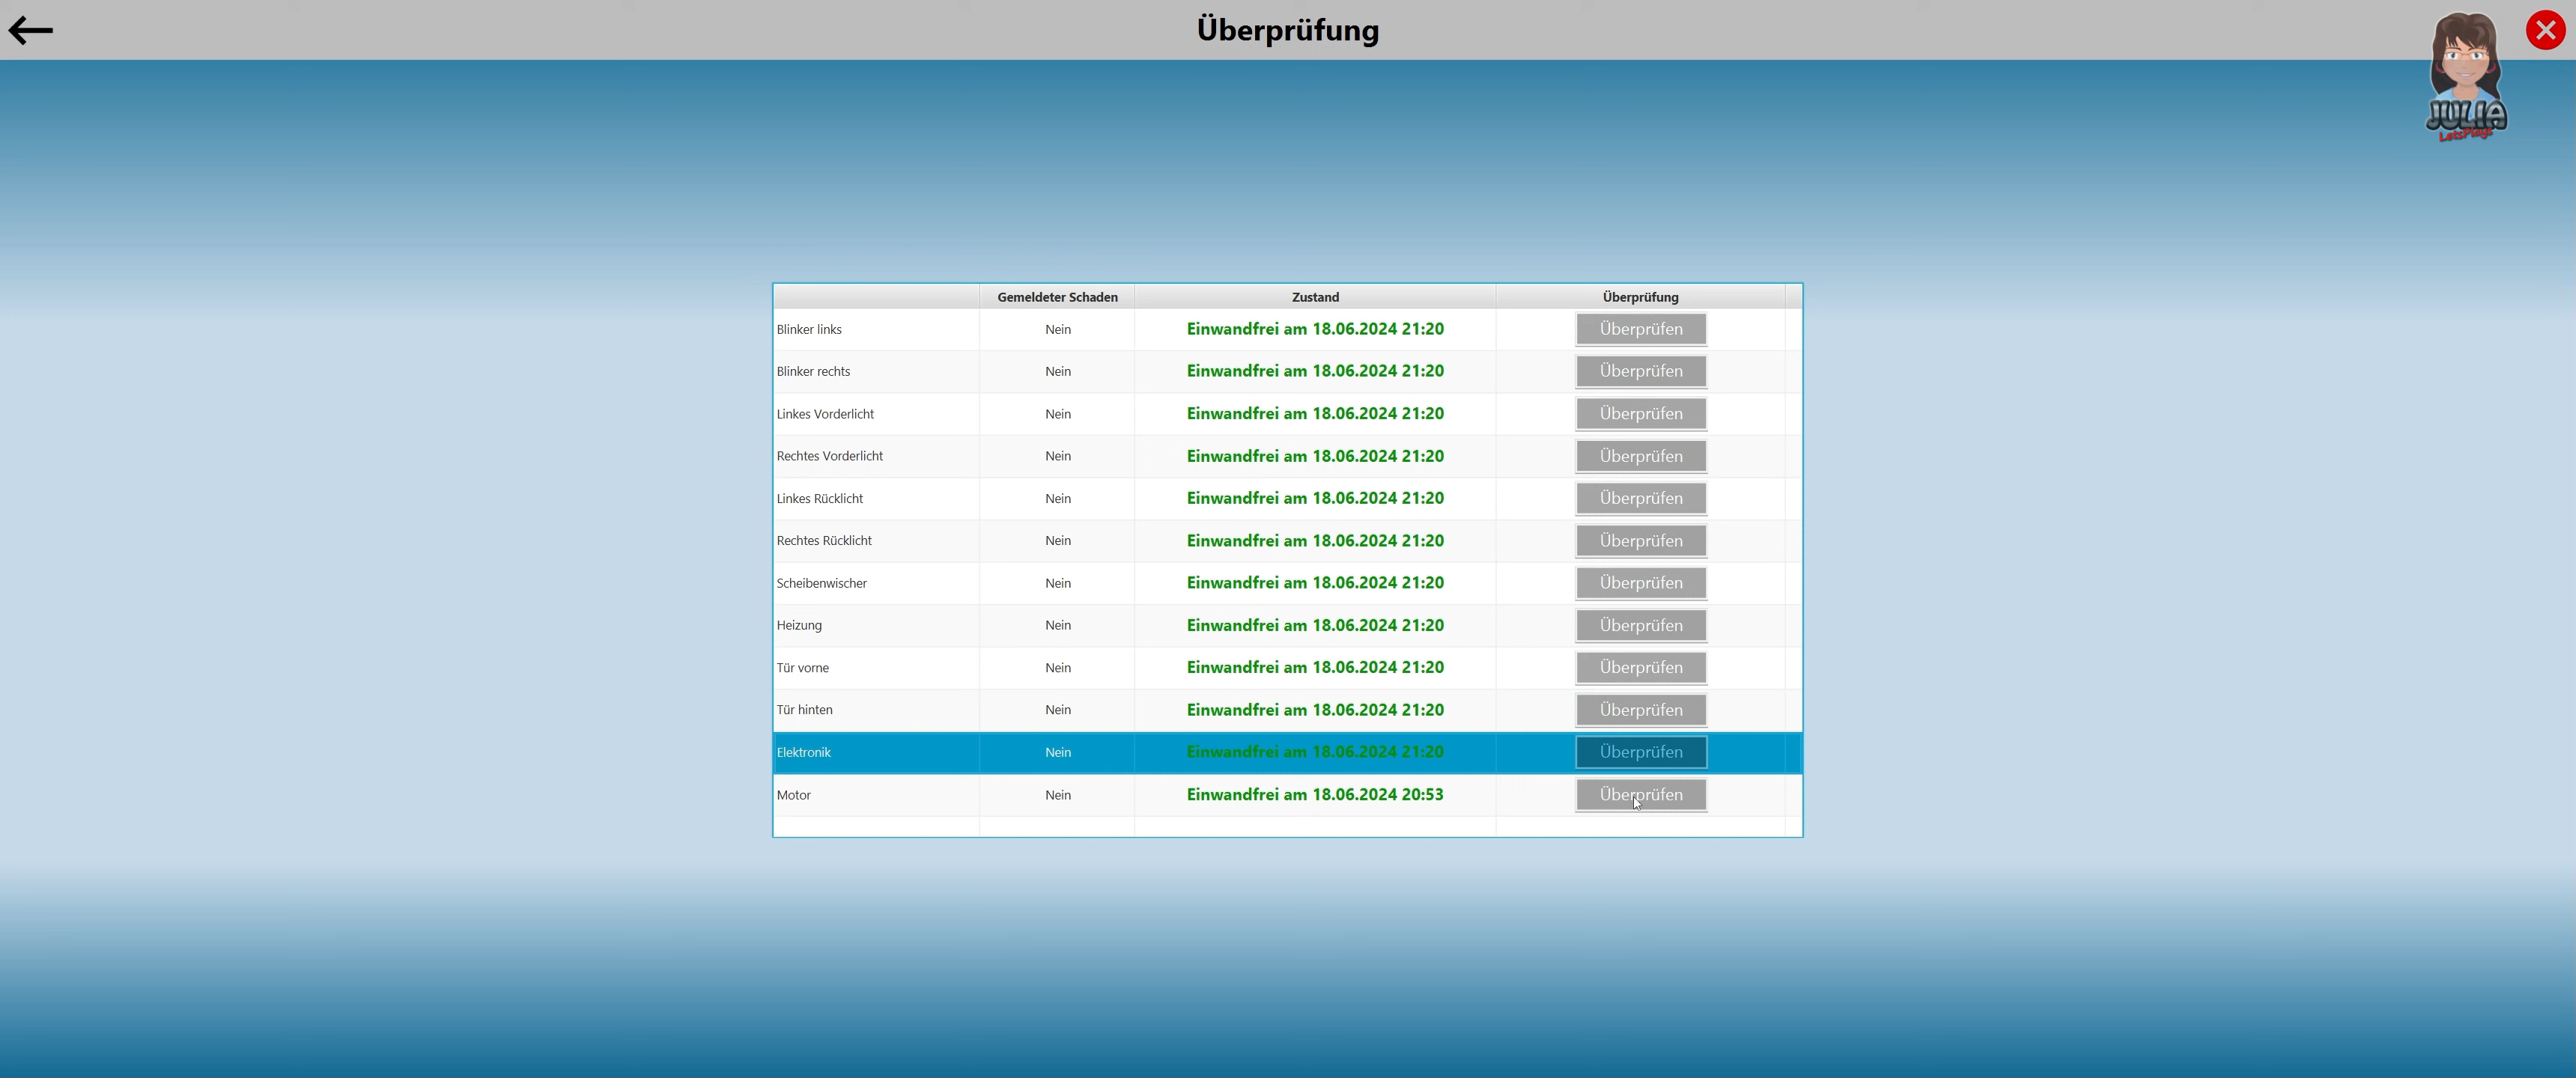 Überprüfung
JULIA
LetsPlays
Gemeldeter Schaden Zustand Überprüfung
Blinker links Nein Einwandfrei am 18.06.2024 21:20 Überprüfen
Blinker rechts Nein Einwandfrei am 18.06.2024 21:20 Überprüfen
Linkes Vorderlicht Nein Einwandfrei am 18.06.2024 21:20 Überprüfen
Rechtes Vorderlicht Nein Einwandfrei am 18.06.2024 21:20 Überprüfen
Linkes Rücklicht Nein Einwandfrei am 18.06.2024 21:20 Überprüfen
Rechtes Rücklicht Nein Einwandfrei am 18.06.2024 21:20 Überprüfen
Scheibenwischer Nein Einwandfrei am 18.06.2024 21:20 Überprüfen
Heizung Nein Einwandfrei am 18.06.2024 21:20 Überprüfen
Tür vorne Nein Einwandfrei am 18.06.2024 21:20 Überprüfen
Tür hinten Nein Einwandfrei am 18.06.2024 21:20 Überprüfen
Elektronik Nein Einwandfrei am 18.06.2024 21:20 Überprüfen
Motor Nein Einwandfrei am 18.06.2024 20:53 Überprüfen